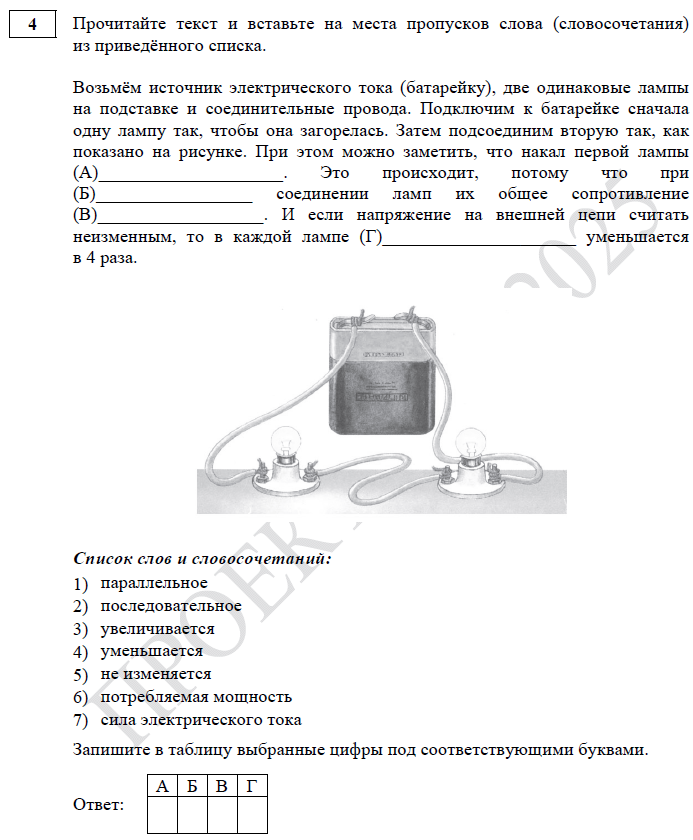 4
Прочитайте текст и вставьте на места пропусков слова (словосочетания)
из приведённого списка.
Возьмём источник электрического тока (батарейку), две одинаковые лампы
на подставке и соединительные провода. Подключим к батарейке сначала
одну лампу так, чтобы она загорелась. Затем подсоединим вторую так, как
показано на рисунке. При этом можно заметить, что накал первой лампы
(А)____________________. Это происходит, потому что при
(Б)_________________ соединении ламп их общее сопротивление
(В)__________________. И если напряжение на внешней цепи считать
неизменным, то в каждой лампе (Г)_____________________ уменьшается
в 4 раза.
Список слов и словосочетаний:
1) параллельное
2) последовательное
3) увеличивается
4) уменьшается
5) не изменяется
6) потребляемая мощность
7) сила электрического тока
Запишите в таблицу выбранные цифры под соответствующими буквами.
А Б В Г
Ответ: